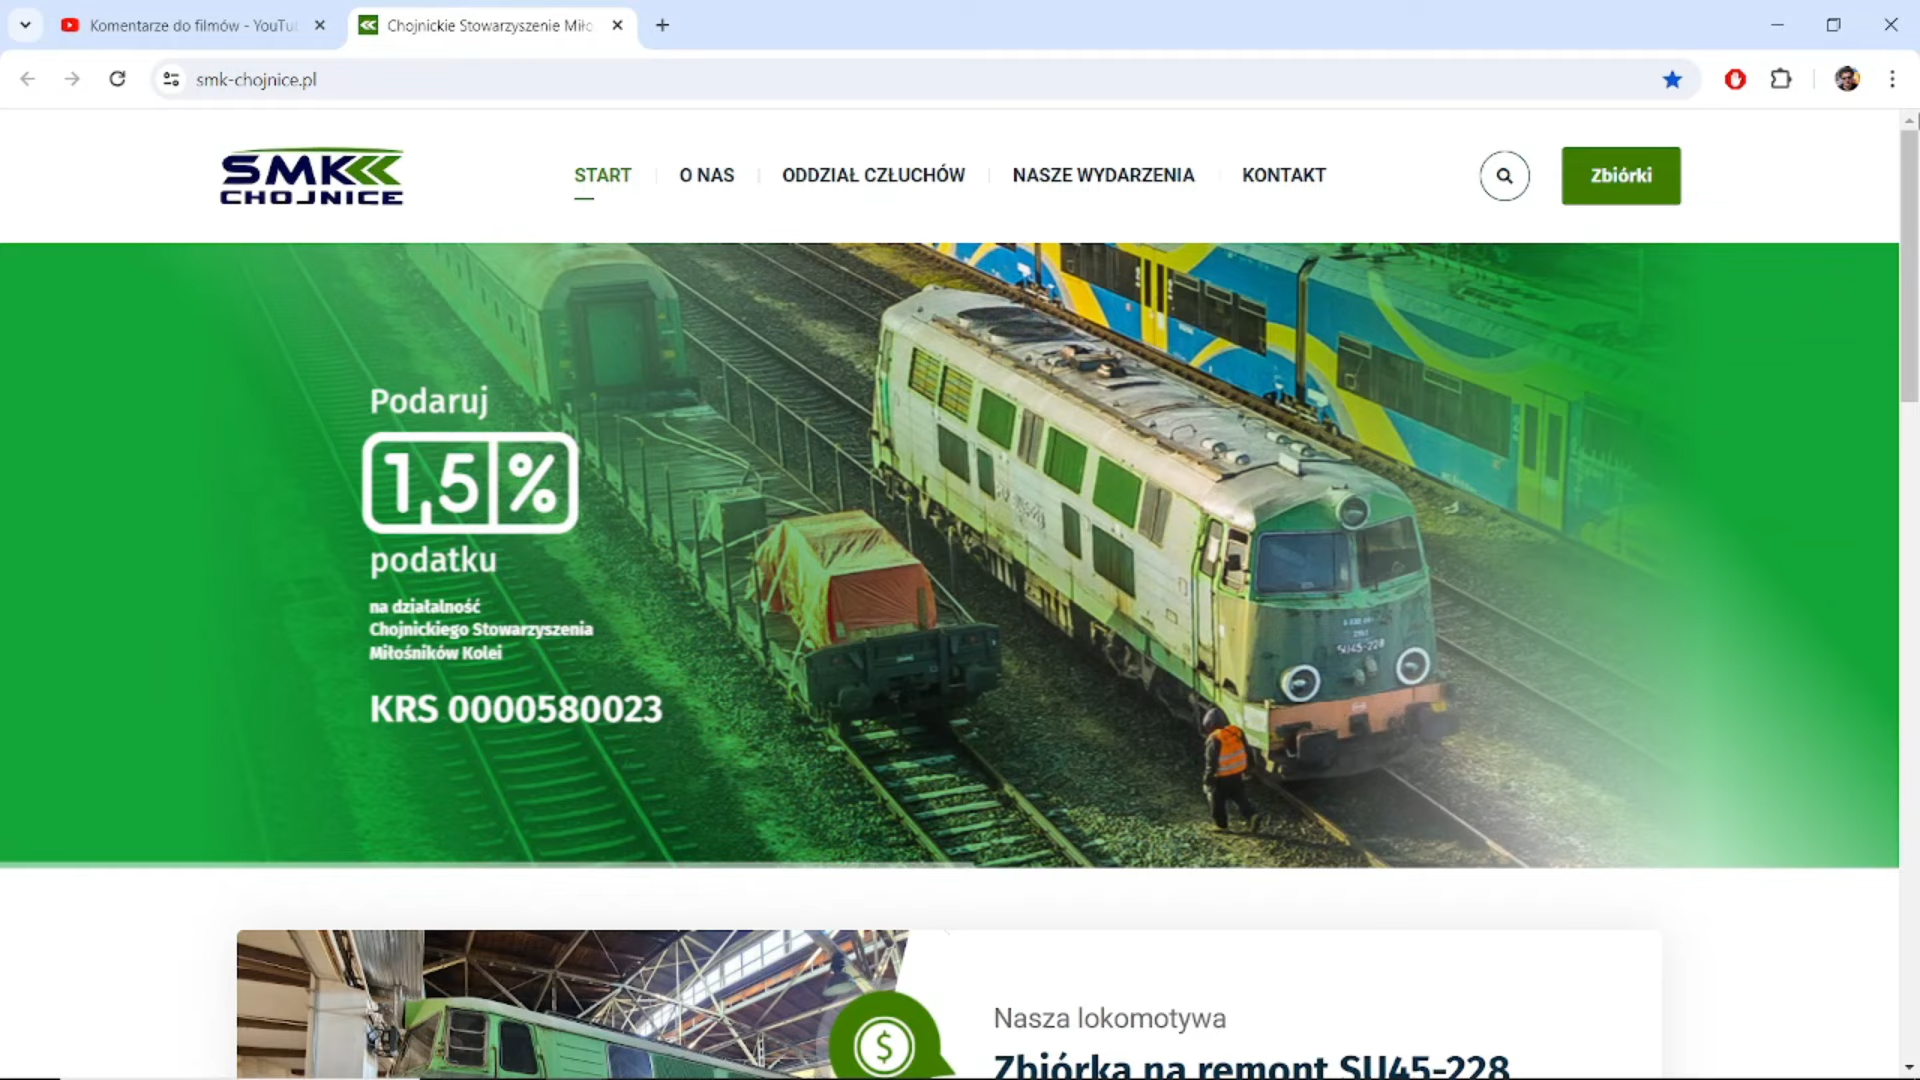 Komentarze do filmów - YouTu
Chojnickie Stowarzyszenie Miło
smk-chojnice.pl
SMK
CHOJNICE
START
O NAS
ODDZIAŁ CZŁUCHÓW
NASZE WYDARZENIA
KONTAKT
Zbiórki
Podaruj
1,5%
podatku
na działalność
Chojnickiego Stowarzyszenia
Miłośników Kolei
KRS 0000580023
SU45-228
Nasza lokomotywa
Zbiórka na remont SU45-228